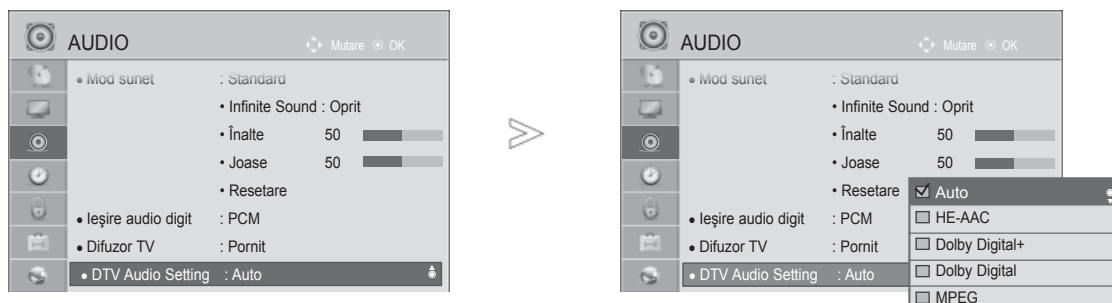 AUDIO
Mutare OK
• Mod sunet : Standard
• Infinite Sound : Oprit
• Înalte 50
• Joase 50
• Resetare
• Ieşire audio digit : PCM
• Difuzor TV : Pornit
• DTV Audio Setting : Auto
AUDIO
Mutare OK
• Mod sunet : Standard
• Infinite Sound : Oprit
• Înalte 50
• Joase 50
• Resetare
• Ieşire audio digit : PCM
• Difuzor TV : Pornit
• DTV Audio Setting : Auto
Auto
HE-AAC
Dolby Digital+
Dolby Digital
MPEG